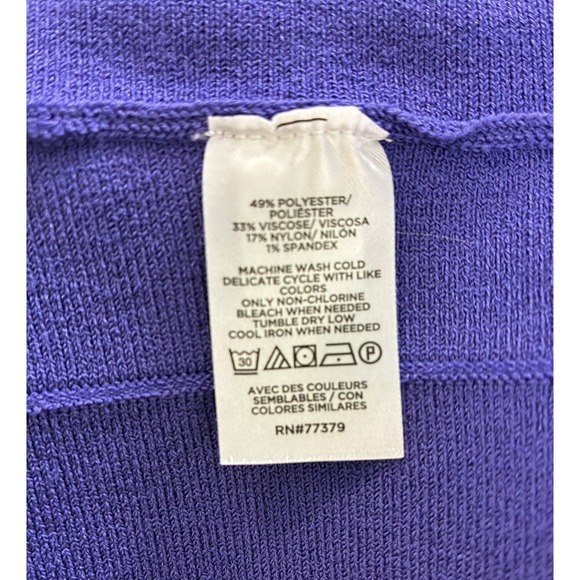 49% POLYESTER/
POLIÉSTER
33% VISCOSE/ VISCOSA
17% NYLON/ NILÓN
1% SPANDEX
MACHINE WASH COLD
DELICATE CYCLE WITH LIKE
COLORS
ONLY NON-CHLORINE
BLEACH WHEN NEEDED
TUMBLE DRY LOW
COOL IRON WHEN NEEDED
30 P
AVEC DES COULEURS
SEMBLABLES / CON
COLORES SIMILARES
RN#77379